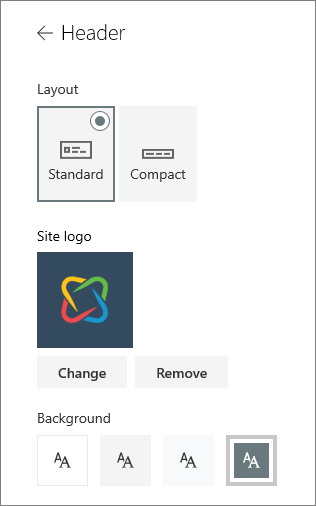 Header
Layout
Standard Compact
Site logo
Change Remove
Background
AA AA AA AA